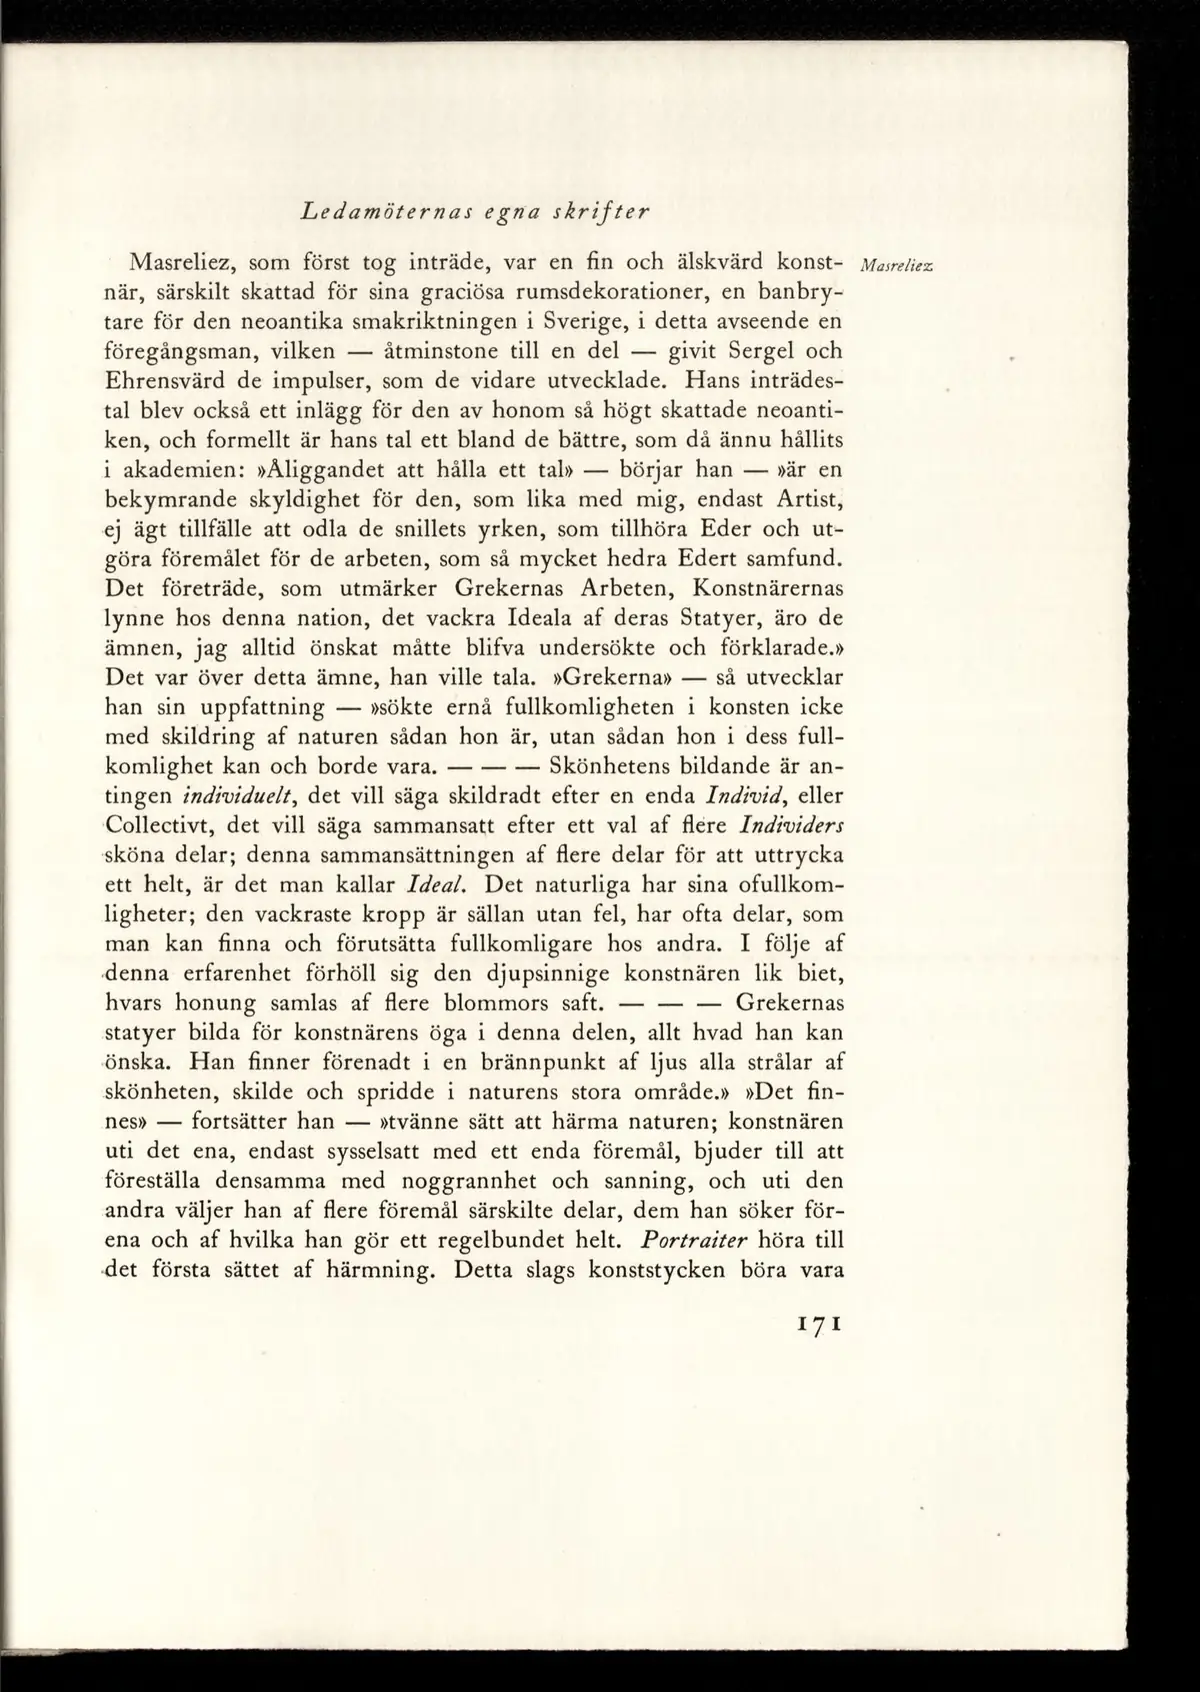 Ledamöternas egna skrifter
Masreliez, som först tog inträde, var en fin och älskvärd konst-
Masreliez
när, särskilt skattad för sina graciösa rumsdekorationer, en banbry-
tare för den neoantika smakriktningen i Sverige, i detta avseende en
föregångsman, vilken — åtminstone till en del — givit Sergel och
Ehrensvärd de impulser, som de vidare utvecklade. Hans inträdes-
tal blev också ett inlägg för den av honom så högt skattade neoanti-
ken, och formellt är hans tal ett bland de bättre, som då ännu hållits
i akademien: »Åliggandet att hålla ett tal» — börjar han — »är en
bekymrande skyldighet för den, som lika med mig, endast Artist,
ej ägt tillfälle att odla de snillets yrken, som tillhöra Eder och ut-
göra föremålet för de arbeten, som så mycket hedra Edert samfund.
Det företräde, som utmärker Grekernas Arbeten, Konstnärernas
lynne hos denna nation, det vackra Ideala af deras Statyer, äro de
ämnen, jag alltid önskat måtte blifva undersökte och förklarade.»
Det var över detta ämne, han ville tala. »Grekerna» — så utvecklar
han sin uppfattning — »sökte ernå fullkomligheten i konsten icke
med skildring af naturen sådan hon är, utan sådan hon i dess full-
komlighet kan och borde vara. — — — Skönhetens bildande är an-
tingen individuelt, det vill säga skildradt efter en enda Individ, eller
Collectivt, det vill säga sammansatt efter ett val af flere Individers
sköna delar; denna sammansättningen af flere delar för att uttrycka
ett helt, är det man kallar Ideal. Det naturliga har sina ofullkom-
ligheter; den vackraste kropp är sällan utan fel, har ofta delar, som
man kan finna och förutsätta fullkomligare hos andra. I följe af
denna erfarenhet förhöll sig den djupsinnige konstnären lik biet,
hvars honung samlas af flere blommors saft. — — — Grekernas
statyer bilda för konstnärens öga i denna delen, allt hvad han kan
önska. Han finner förenadt i en brännpunkt af ljus alla strålar af
skönheten, skilde och spridde i naturens stora område.» »Det fin-
nes» — fortsätter han — »tvänne sätt att härma naturen; konstnären
uti det ena, endast sysselsatt med ett enda föremål, bjuder till att
föreställa densamma med noggrannhet och sanning, och uti den
andra väljer han af flere föremål särskilte delar, dem han söker för-
ena och af hvilka han gör ett regelbundet helt. Portraiter höra till
det första sättet af härmning. Detta slags konststycken böra vara
171